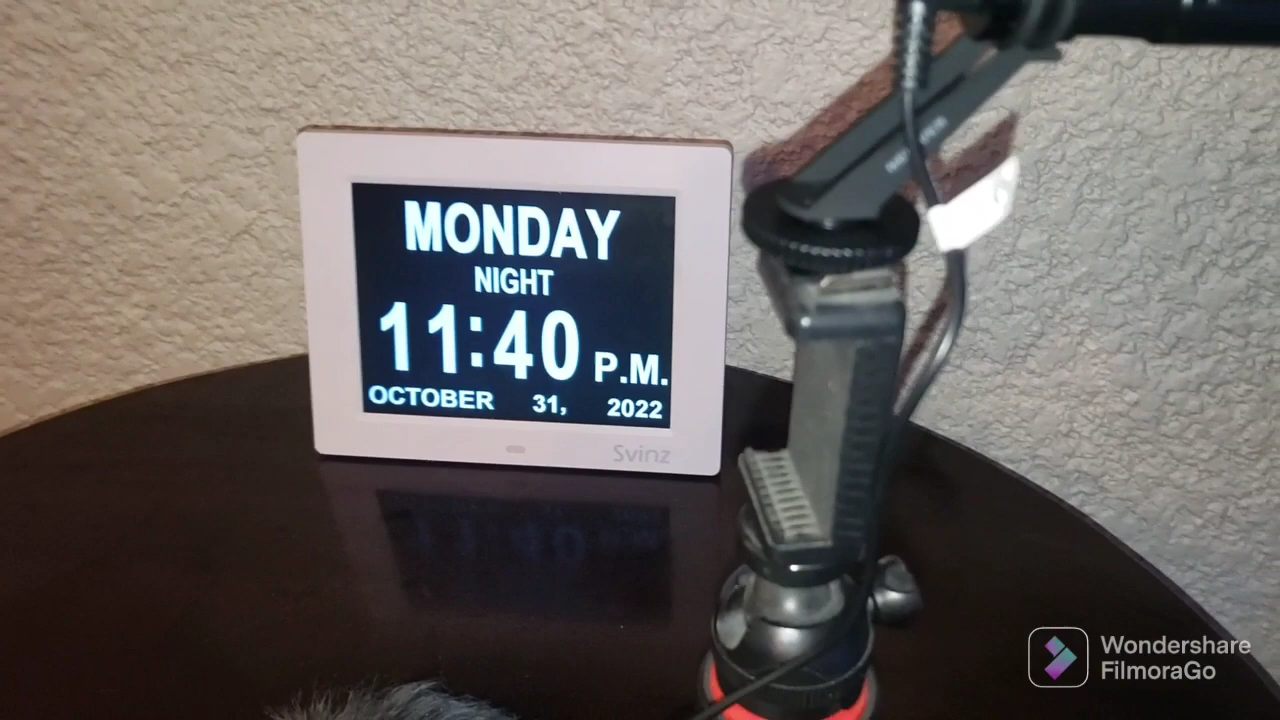 MONDAY
NIGHT
11:40 P.M.
OCTOBER 31, 2022
Svinz
Wondershare
FilmoraGo